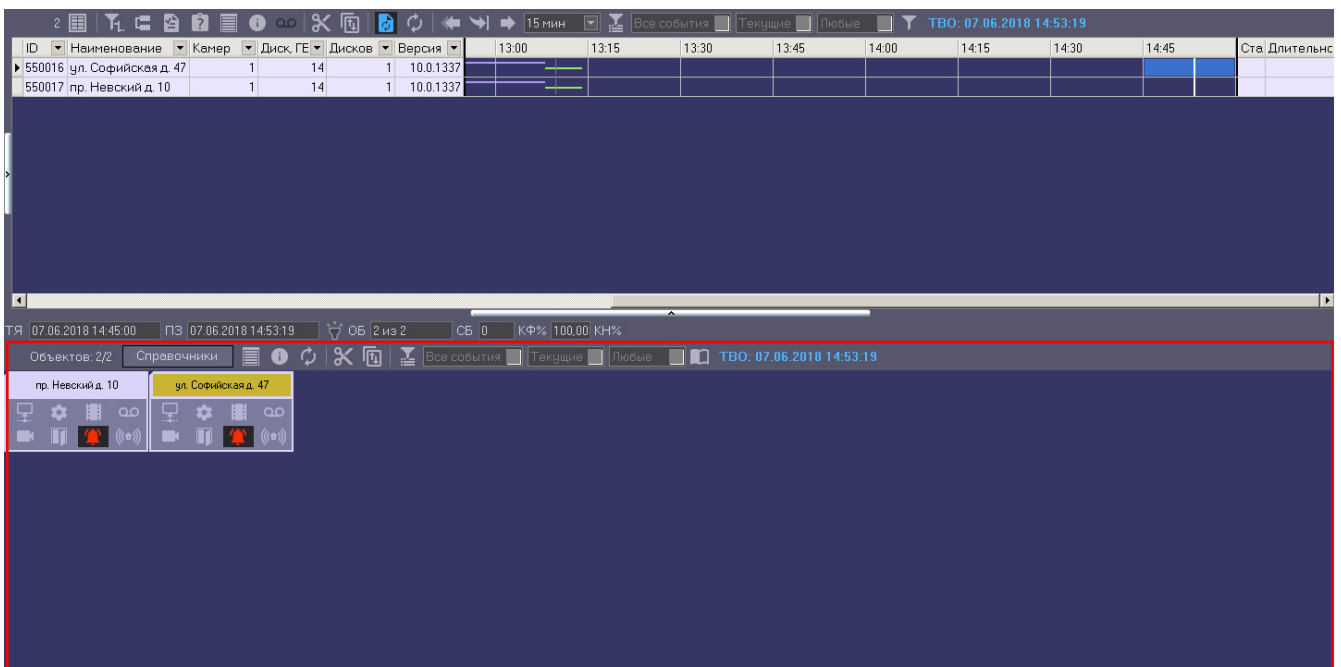 2 15 мин Все события Текущие Любые ТВО: 07.06.2018 14:53:19
ID Наименование Камер Диск, ГЕ Дисков Версия 13:00 13:15 13:30 13:45 14:00 14:15 14:30 14:45 Ста Длительнс
550016 ул. Софийская д. 47 1 14 1 10.0.1337
550017 пр. Невский д. 10 1 14 1 10.0.1337
ТЯ 07.06.2018 14:45:00 ПЗ 07.06.2018 14:53:19 ОБ 2 из 2 СБ 0 КФ% 100,00 КН%
Объектов: 2/2 Справочники Все события Текущие Любые ТВО: 07.06.2018 14:53:19
пр. Невский д. 10 ул. Софийская д. 47